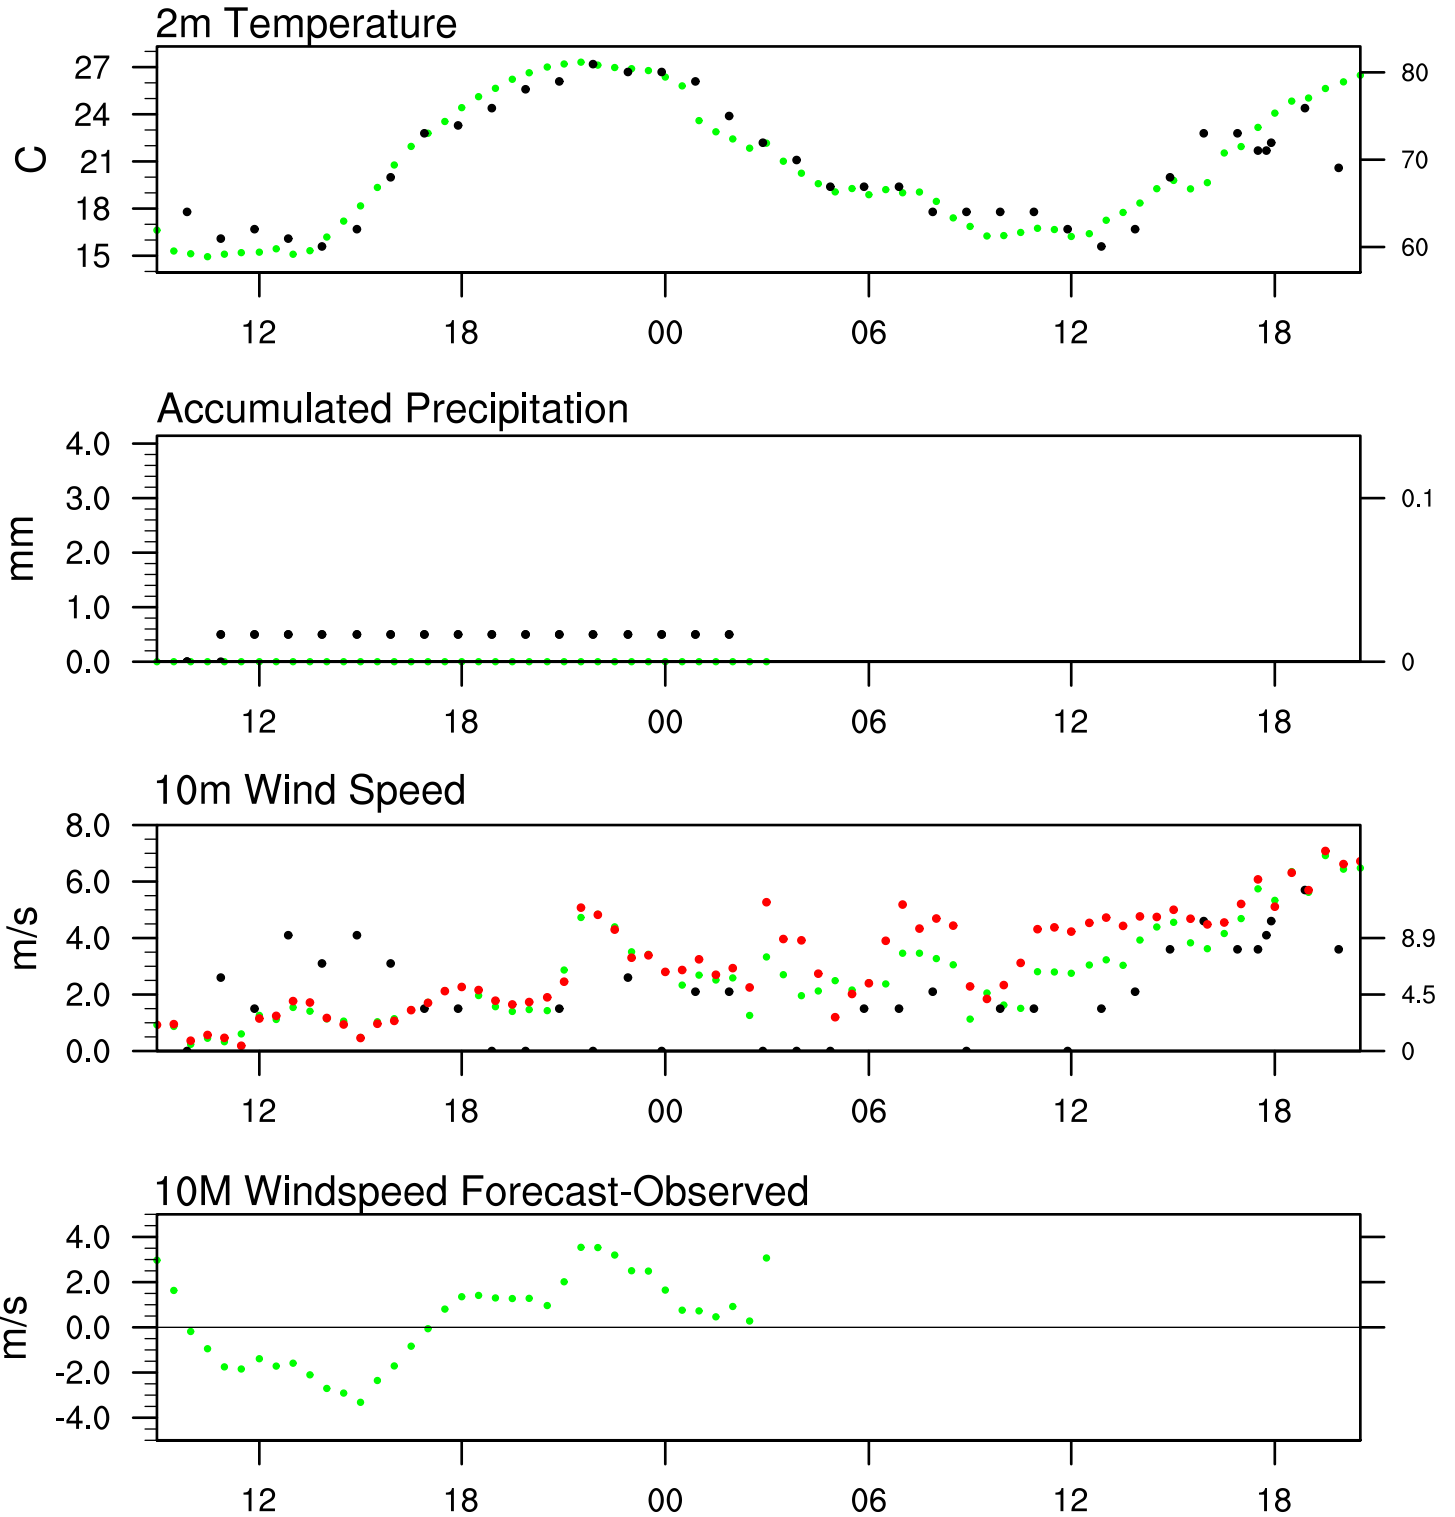 2m Temperature
27
24
21
18
15
C
80
70
60
12 18 00 06 12 18
Accumulated Precipitation
4.0
3.0
2.0
1.0
0.0
mm
0.1
0
12 18 00 06 12 18
10m Wind Speed
8.0
6.0
4.0
2.0
0.0
m/s
8.9
4.5
0
12 18 00 06 12 18
10M Windspeed Forecast-Observed
4.0
2.0
0.0
-2.0
-4.0
m/s
12 18 00 06 12 18